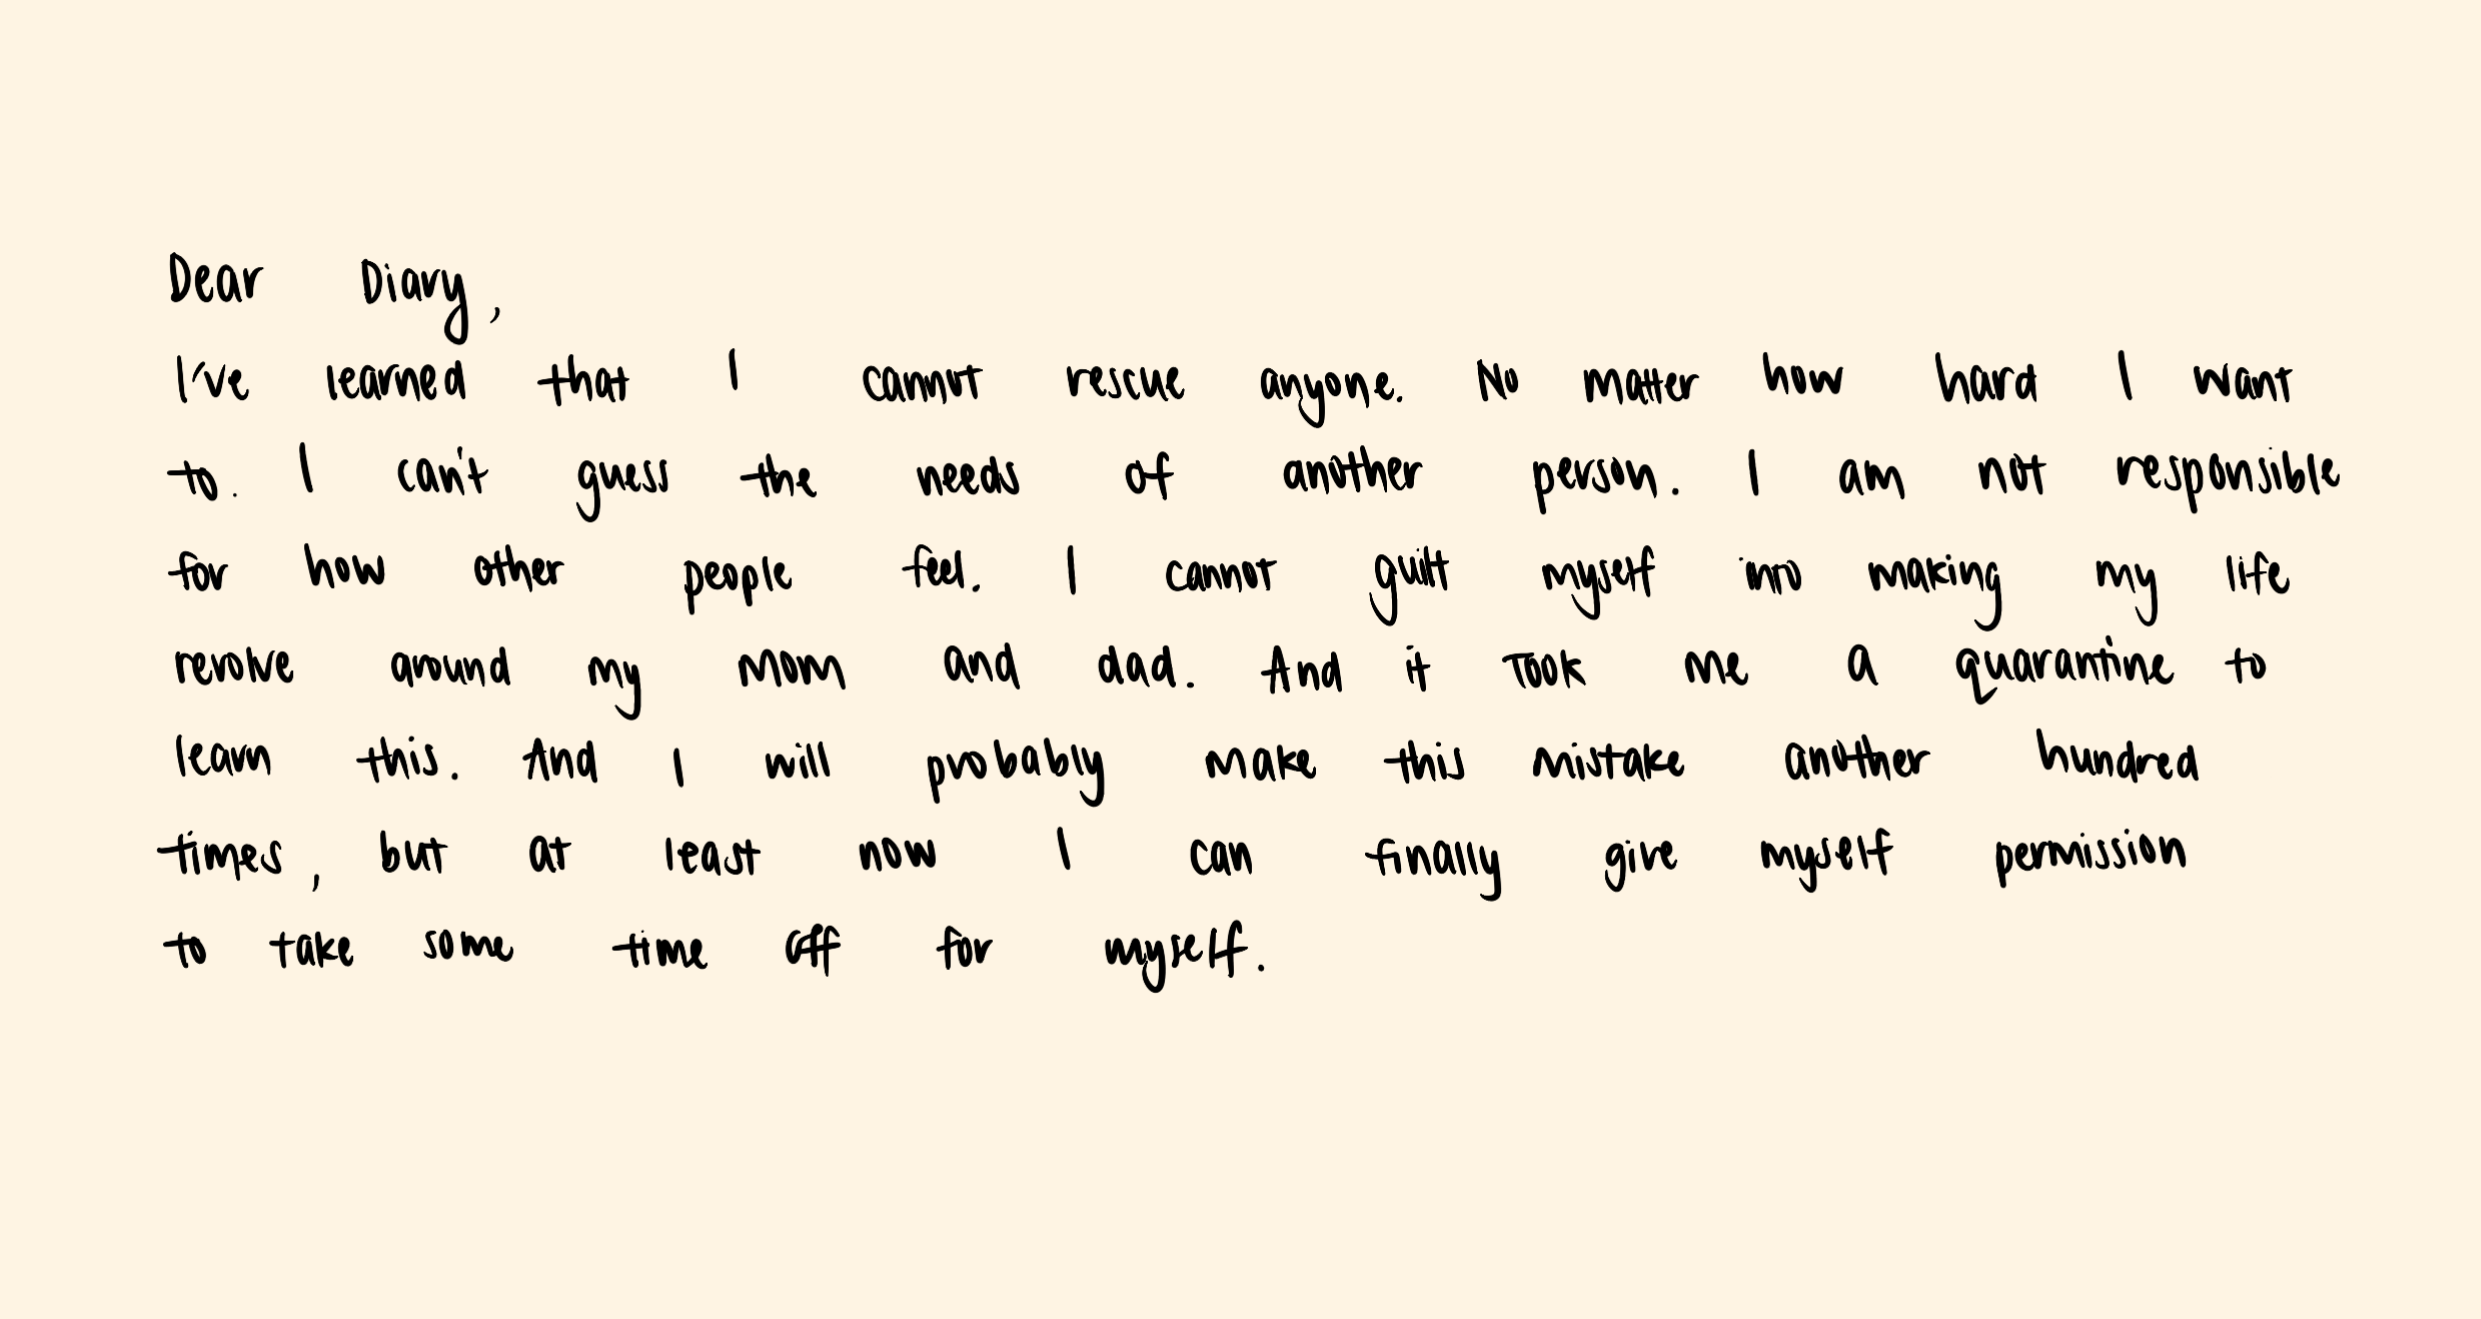 Dear Diary,
I've learned that I cannot rescue anyone. No matter how hard I want
to. I can't guess the needs of another person. I am not responsible
for how other people feel. I cannot guilt myself into making my life
revolve around my mom and dad. And it took me a quarantine to
learn this. And I will probably make this mistake another hundred
times, but at least now I can finally give myself permission
to take some time off for myself.